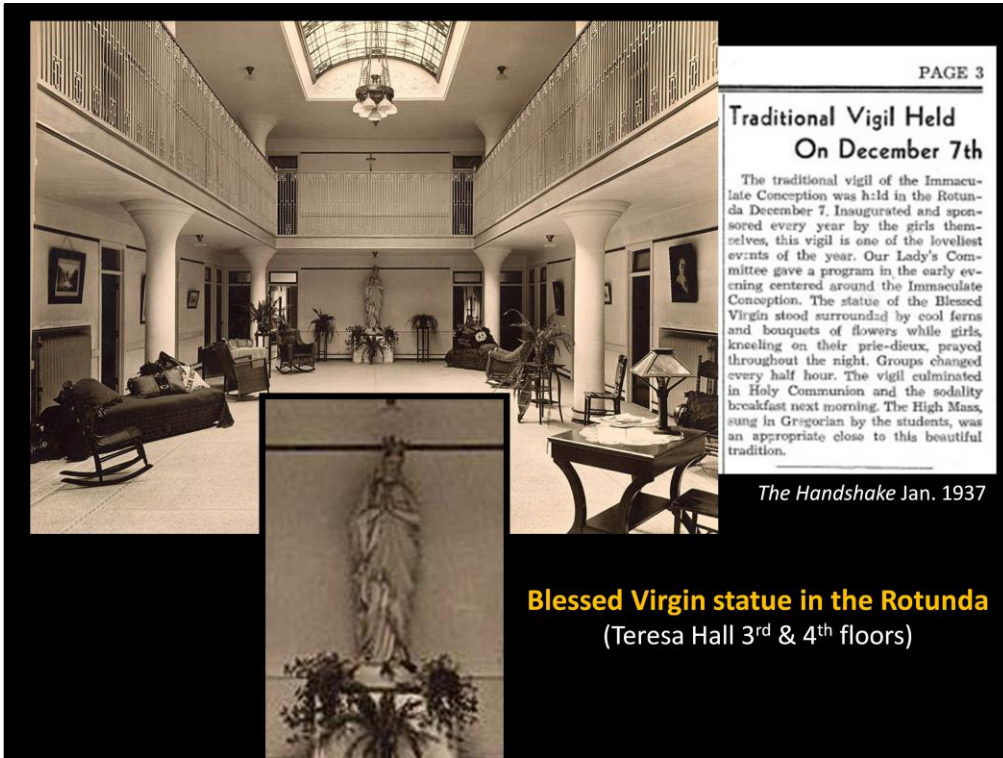 PAGE 3
Traditional Vigil Held
On December 7th
The traditional vigil of the Immacu-
late Conception was held in the Rotun-
da December 7. Inaugurated and spon-
sored every year by the girls them-
selves, this vigil is one of the loveliest
events of the year. Our Lady's Com-
mittee gave a program in the early ev-
ening centered around the Immaculate
Conception. The statue of the Blessed
Virgin stood surrounded by cool ferns
and bouquets of flowers while girls,
kneeling on their prie-dieux, prayed
throughout the night. Groups changed
every half hour. The vigil culminated
in Holy Communion and the sodality
breakfast next morning. The High Mass,
sung in Gregorian by the students, was
an appropriate close to this beautiful
tradition.
The Handshake Jan. 1937
Blessed Virgin statue in the Rotunda
(Teresa Hall 3rd & 4th floors)